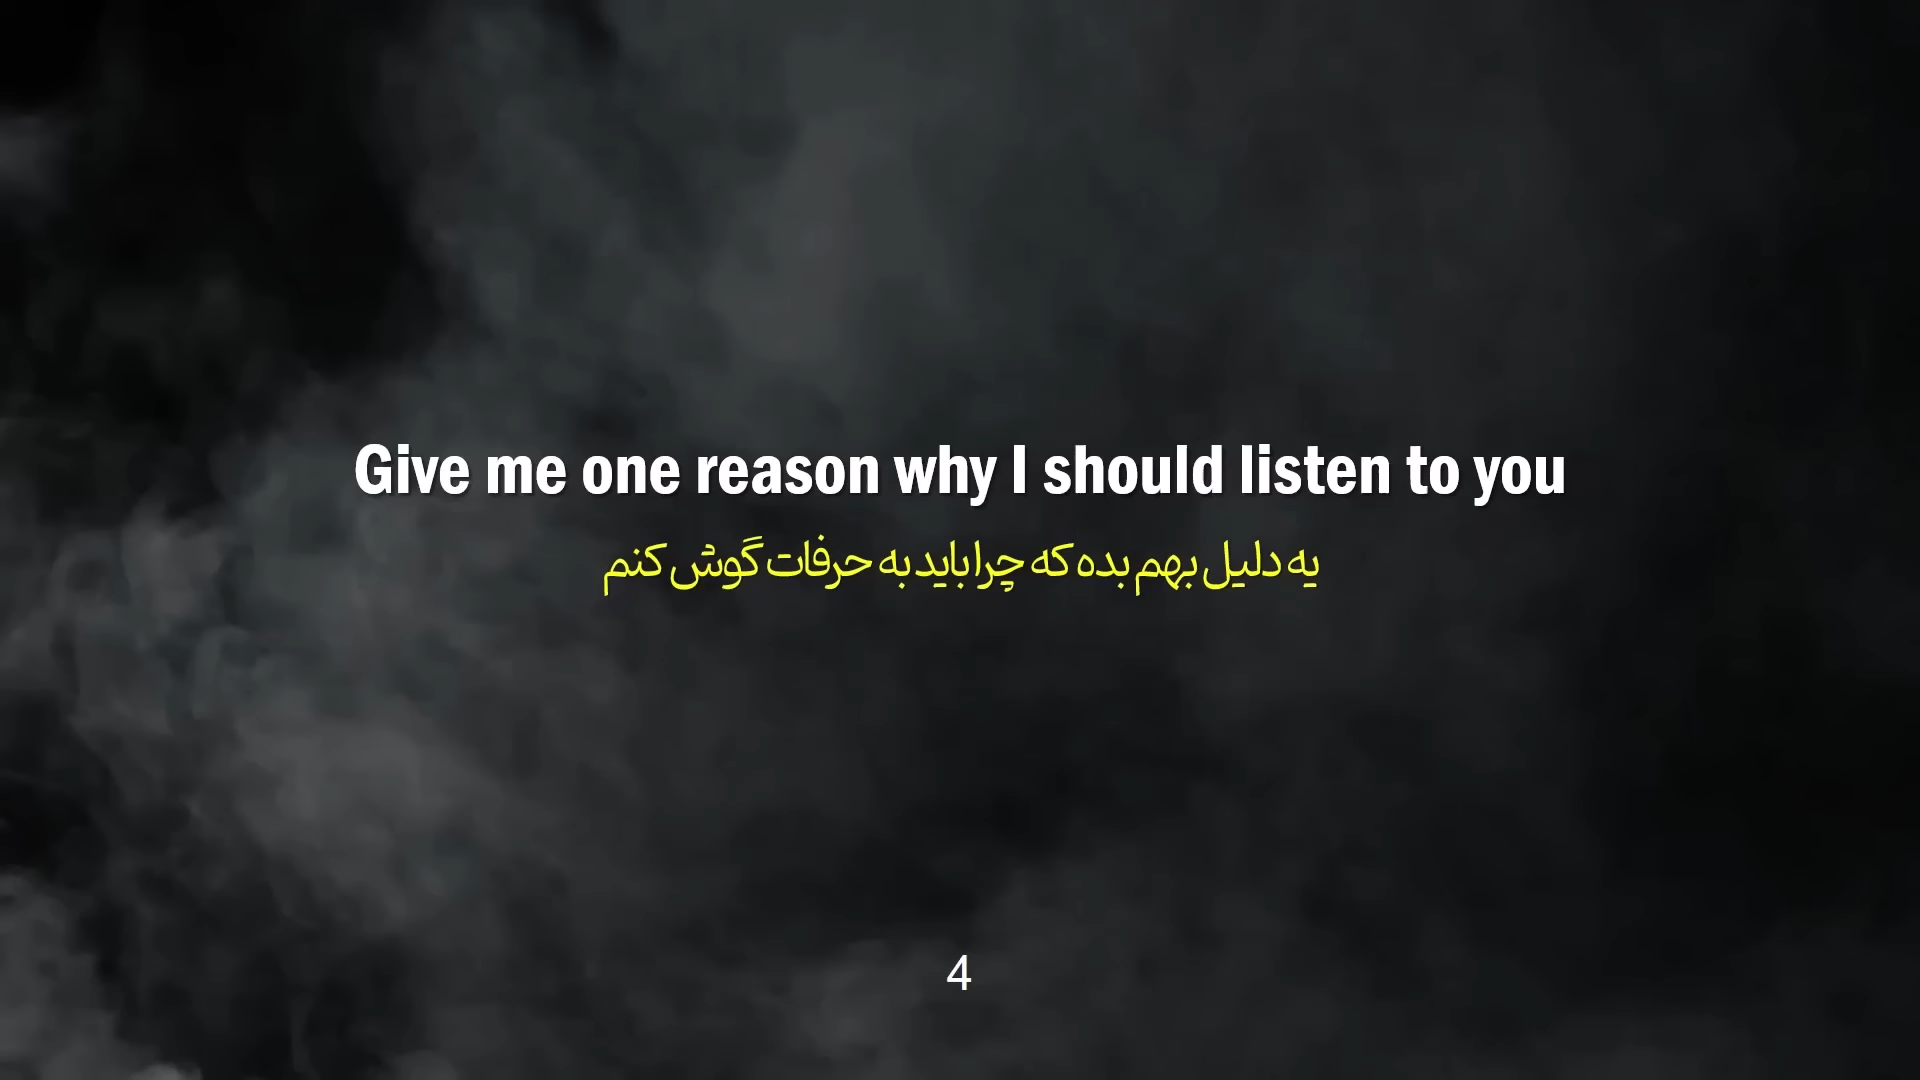 Give me one reason why I should listen to you
یه دلیل بهم بده که چرا باید به حرفات گوش کنم
4